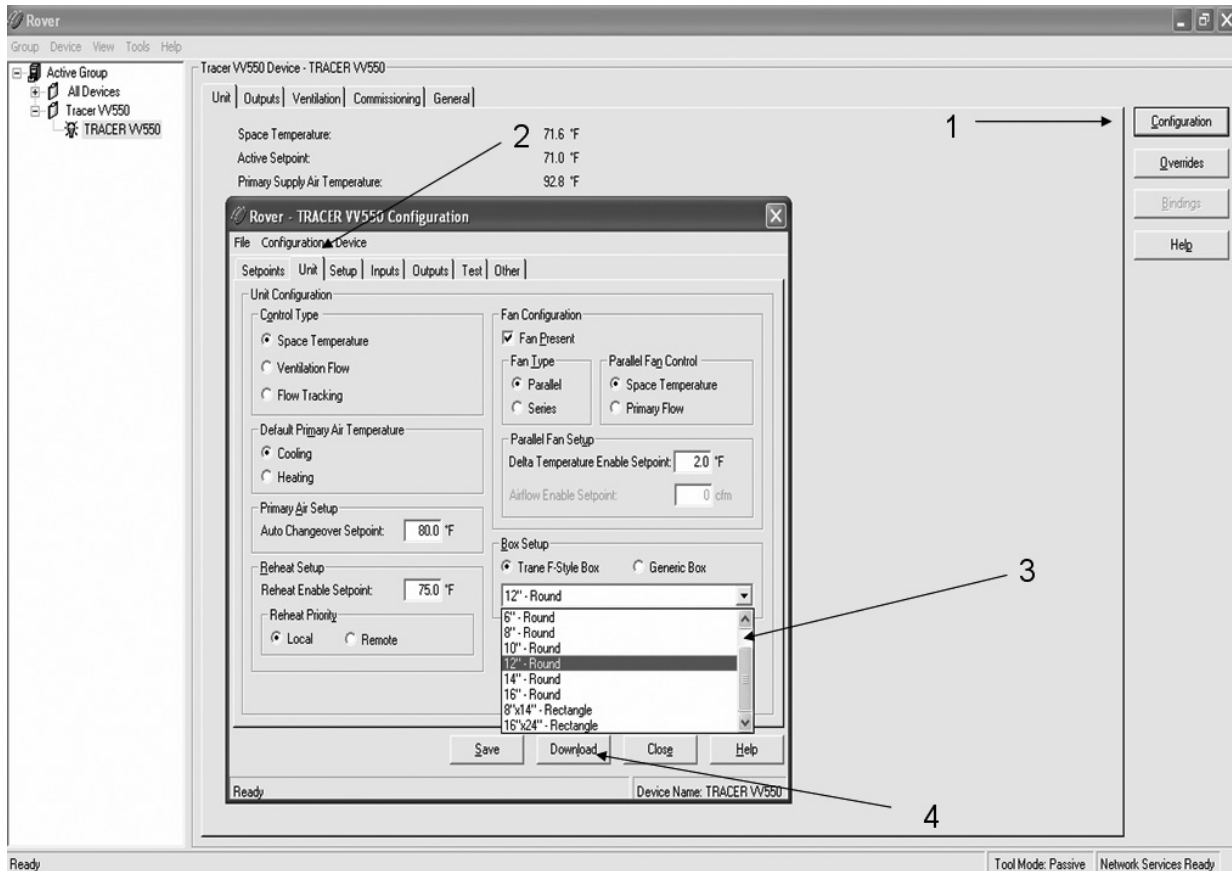 Rover
Group Device View Tools Help
Active Group
All Devices
Tracer VV550
TRACER VV550
Tracer VV550 Device - TRACER VV550
Unit Outputs Ventilation Commissioning General
Space Temperature: 71.6 °F
Active Setpoint: 71.0 °F
Primary Supply Air Temperature: 92.8 °F
1
2
Configuration
Overrides
Bindings
Help
Rover - TRACER VV550 Configuration
File Configuration Device
Setpoints Unit Setup Inputs Outputs Test Other
Unit Configuration
Control Type
Space Temperature
Ventilation Flow
Flow Tracking
Default Primary Air Temperature
Cooling
Heating
Primary Air Setup
Auto Changeover Setpoint: 80.0 °F
Reheat Setup
Reheat Enable Setpoint: 75.0 °F
Reheat Priority
Local Remote
Fan Configuration
Fan Present
Fan Type
Parallel
Series
Parallel Fan Control
Space Temperature
Primary Flow
Parallel Fan Setup
Delta Temperature Enable Setpoint: 2.0 °F
Airflow Enable Setpoint: 0 cfm
Box Setup
Trane F-Style Box Generic Box
12" - Round
6" - Round
8" - Round
10" - Round
12" - Round
14" - Round
16" - Round
8"x14" - Rectangle
16"x24" - Rectangle
3
Save Download Close Help
4
Ready Device Name: TRACER VV550
Ready Tool Mode: Passive Network Services Ready